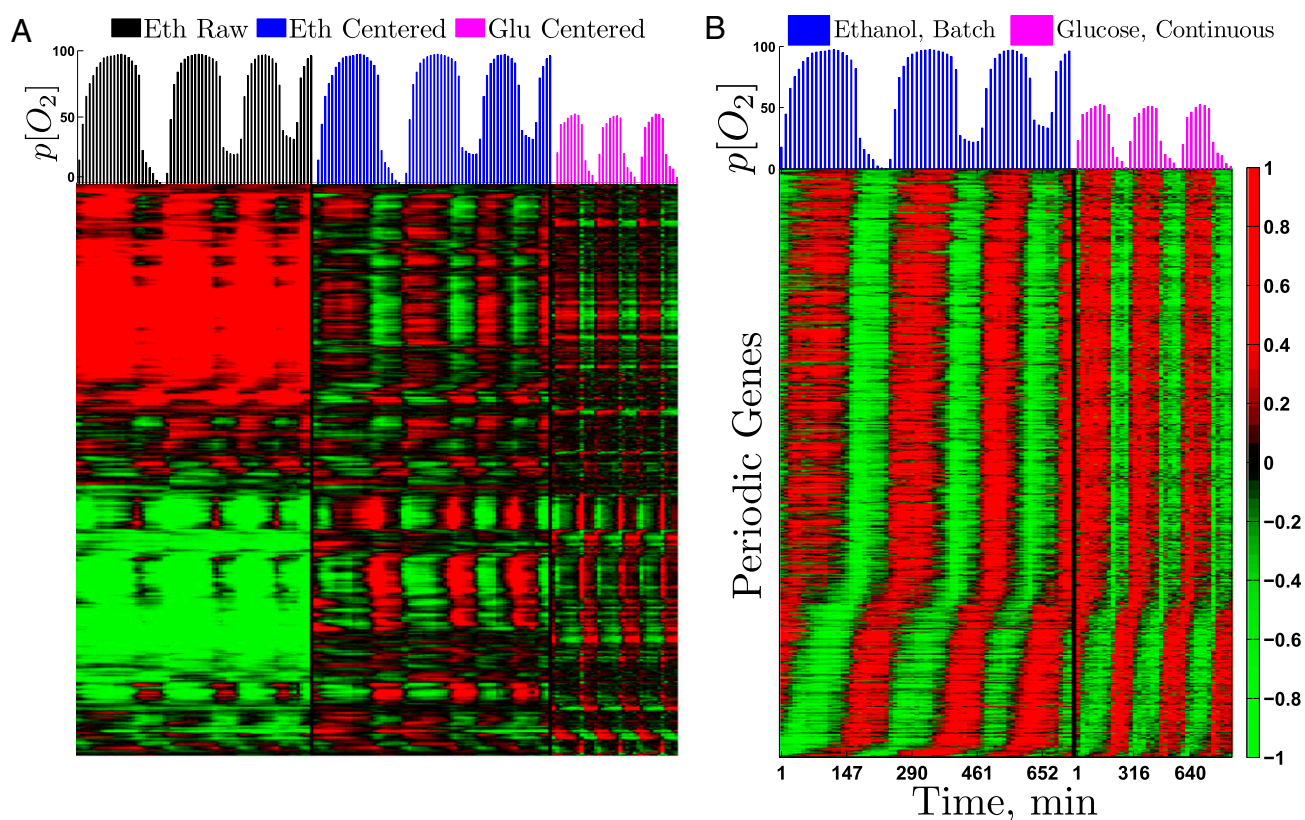 A
Eth Raw Eth Centered Glu Centered
100
50
0
p[O2]
B
Ethanol, Batch Glucose, Continuous
100
50
0
p[O2]
Periodic Genes
1 147 290 461 652 1 316 640
Time, min
1
0.8
0.6
0.4
0.2
0
−0.2
−0.4
−0.6
−0.8
−1